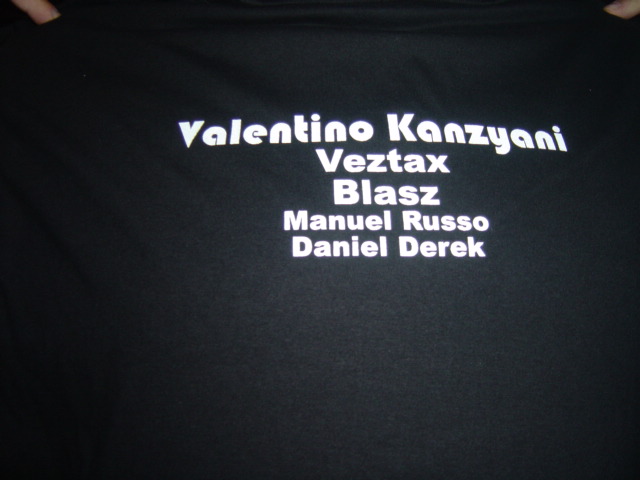 Valentino Kanzyani
Veztax
Blasz
Manuel Russo
Daniel Derek